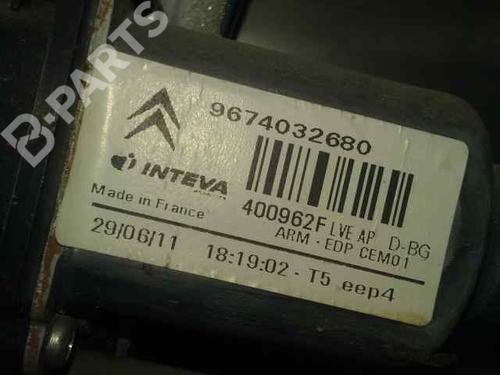 B-PARTS
9674032680
INTEVA
400962F LVE AP D-BG
ARM - EDP CEM01
Made in France
29/06/11 18:19:02 - T5 eep4